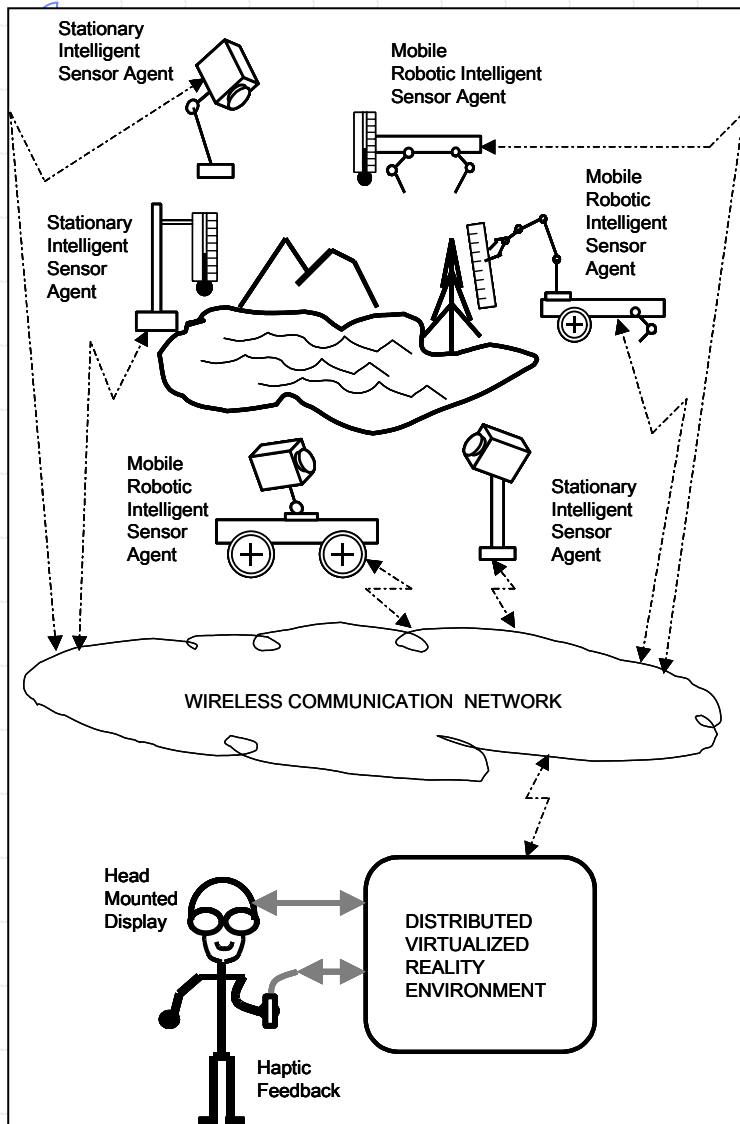 Stationary
Intelligent
Sensor Agent
Mobile
Robotic Intelligent
Sensor Agent
Mobile
Robotic
Intelligent
Sensor
Agent
Stationary
Intelligent
Sensor
Agent
Mobile
Robotic
Intelligent
Sensor
Agent
Stationary
Intelligent
Sensor
Agent
WIRELESS COMMUNICATION NETWORK
Head
Mounted
Display
DISTRIBUTED
VIRTUALIZED
REALITY
ENVIRONMENT
Haptic
Feedback